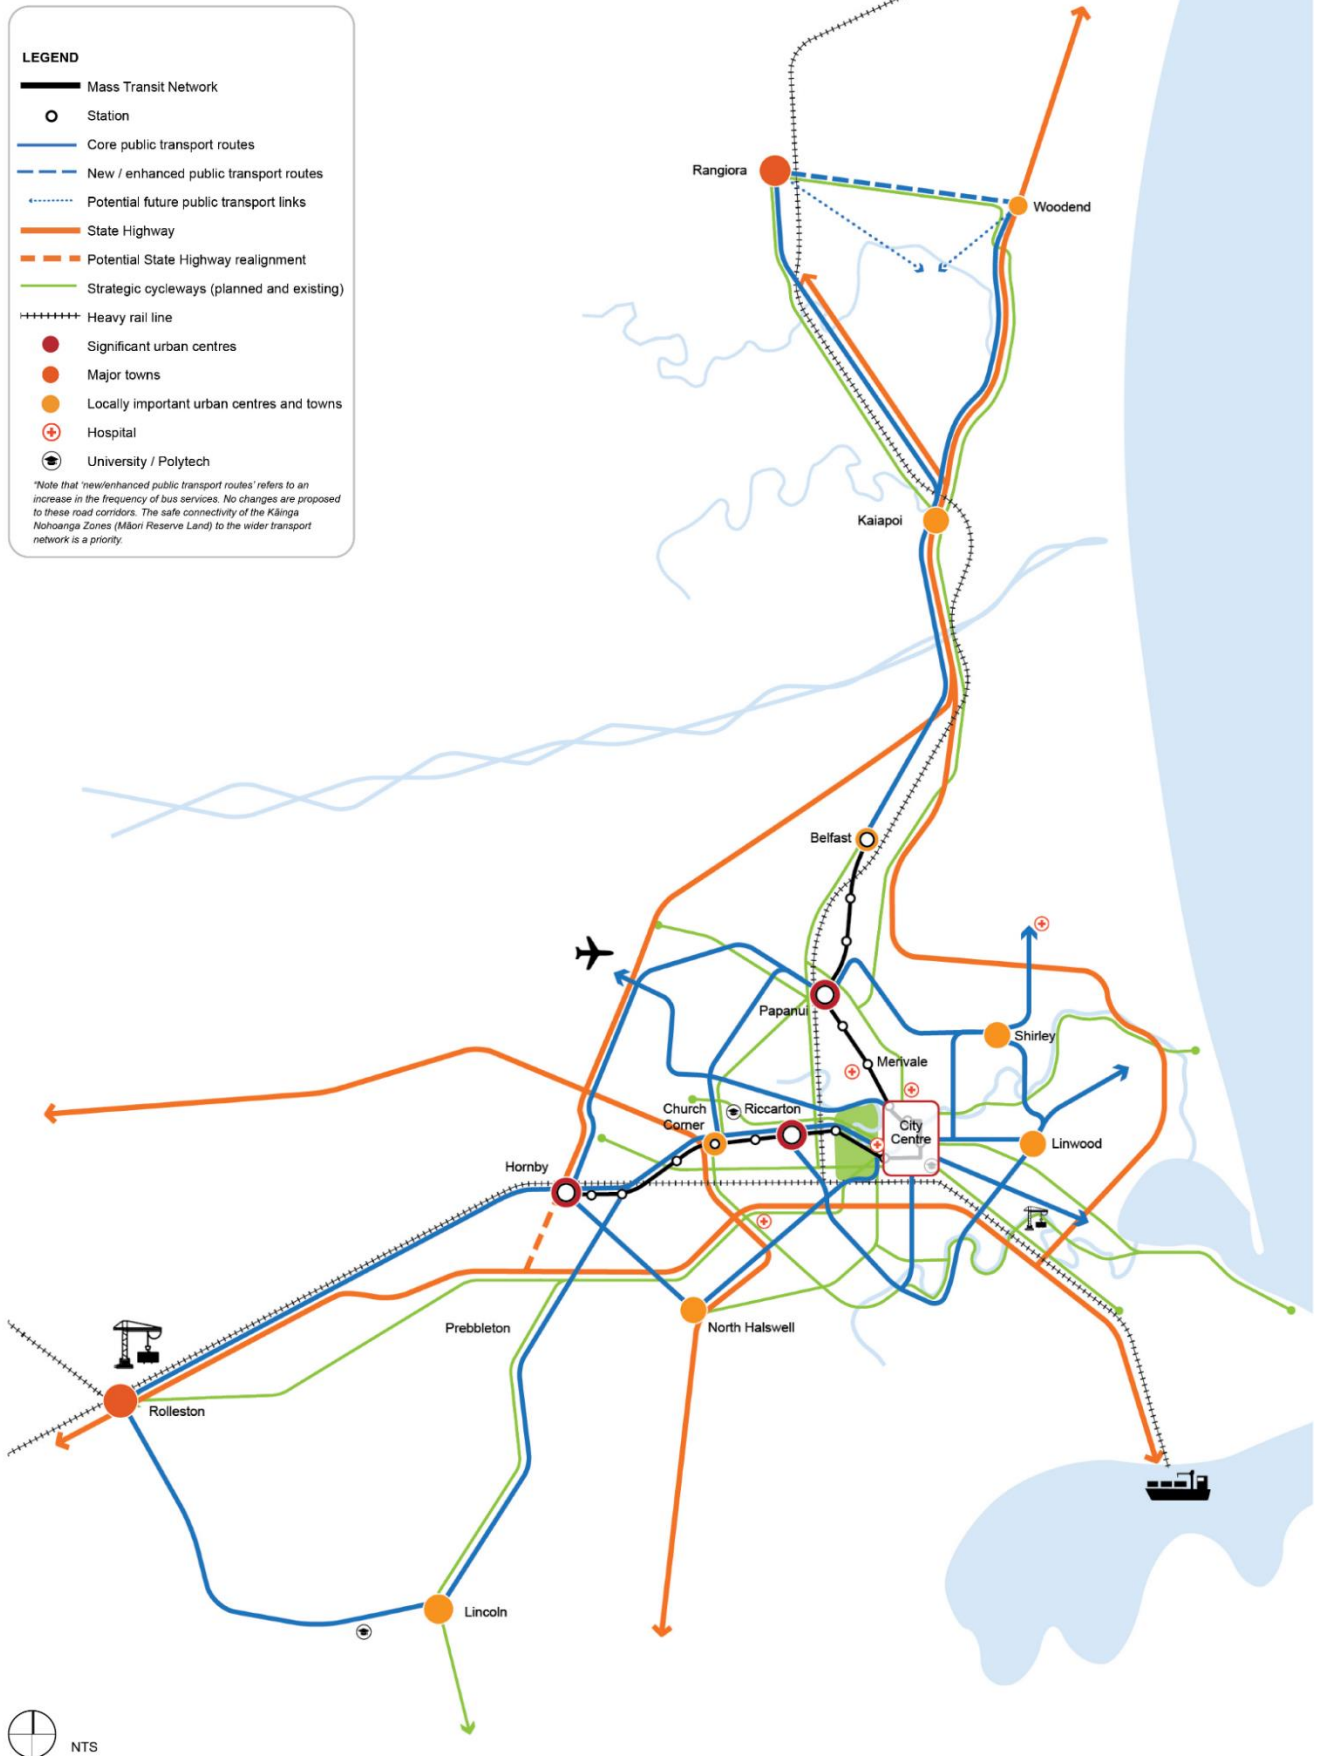 LEGEND
Mass Transit Network
Station
Core public transport routes
New / enhanced public transport routes
Potential future public transport links
State Highway
Potential State Highway realignment
Strategic cycleways (planned and existing)
Heavy rail line
Significant urban centres
Major towns
Locally important urban centres and towns
Hospital
University / Polytech
*Note that 'new/enhanced public transport routes' refers to an
increase in the frequency of bus services. No changes are proposed
to these road corridors. The safe connectivity of the Kāinga
Nohoanga Zones (Māori Reserve Land) to the wider transport
network is a priority.
Rangiora
Woodend
Kaiapoi
Belfast
Papanui
Shirley
Merivale
Church
Corner
Riccarton
City
Centre
Linwood
Hornby
Prebbleton
North Halswell
Rolleston
Lincoln
NTS